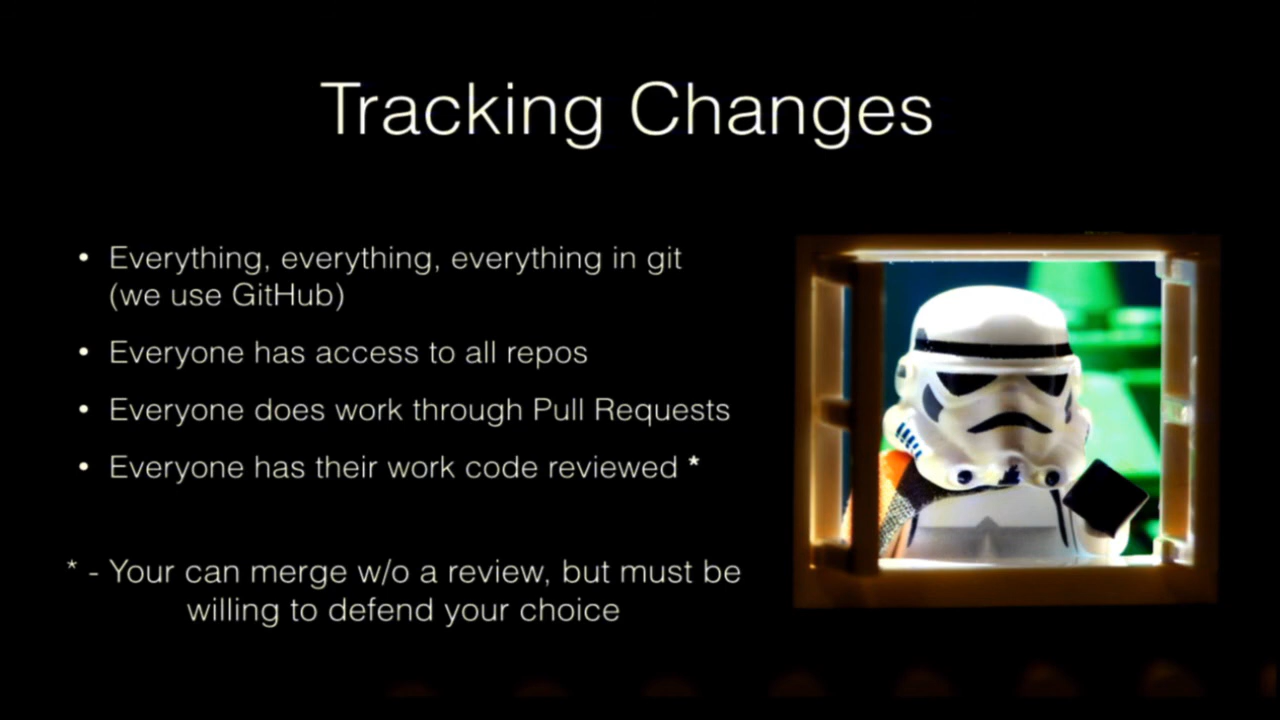 Tracking Changes
• Everything, everything, everything in git
(we use GitHub)
• Everyone has access to all repos
• Everyone does work through Pull Requests
• Everyone has their work code reviewed *
* - Your can merge w/o a review, but must be
willing to defend your choice